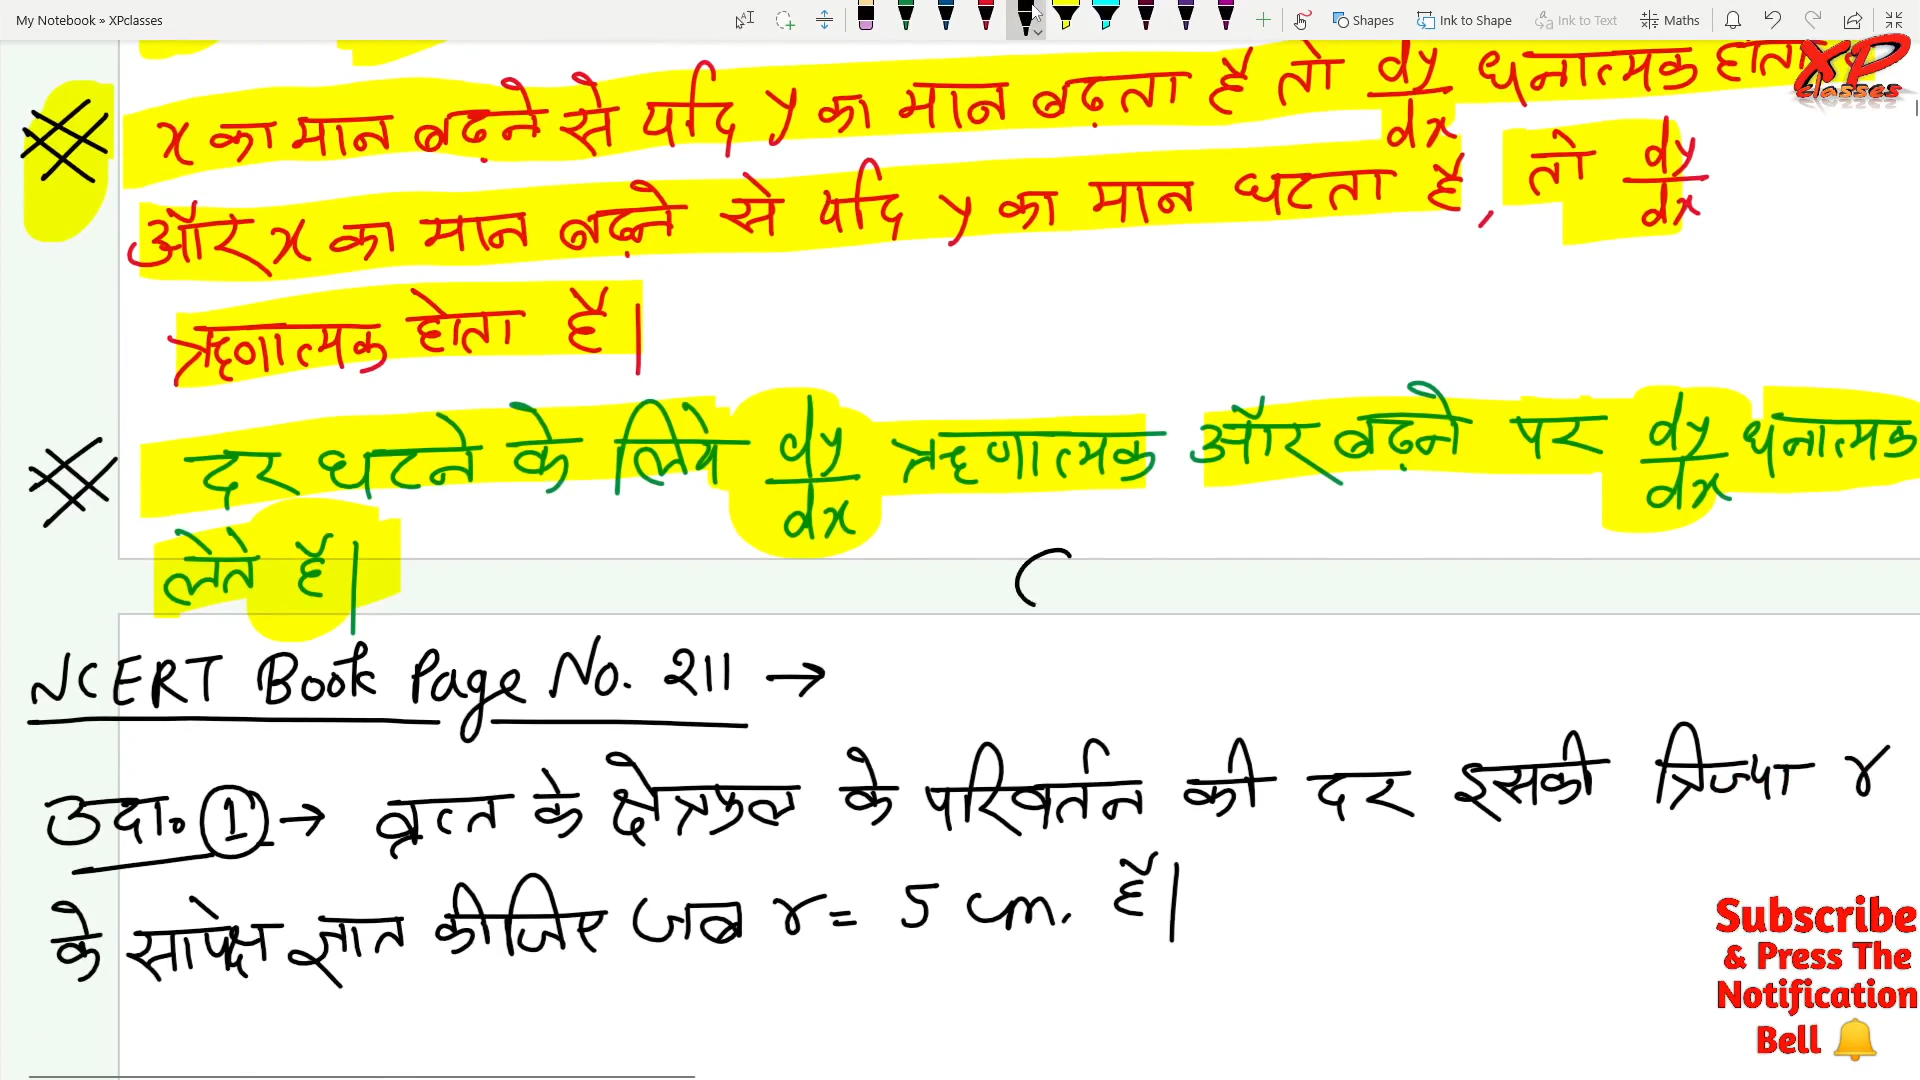 My Notebook » XPclasses
Shapes Ink to Shape Ink to Text Maths
XP Classes
x का मान बढ़ने से यदि y का मान बढ़ता है तो dy/dx धनात्मक होता
और x का मान बढ़ने से यदि y का मान घटता है, तो dy/dx
ऋणात्मक होता है।
दर घटने के लिये dy/dx ऋणात्मक और बढ़ने पर dy/dx धनात्मक
लेते है।
NCERT Book Page No. 211 →
उदा० ① → वृत्त के क्षेत्रफल के परिवर्तन की दर इसकी त्रिज्या r
के सापेक्ष ज्ञात कीजिए जब r = 5 cm. है।
Subscribe
& Press The
Notification
Bell